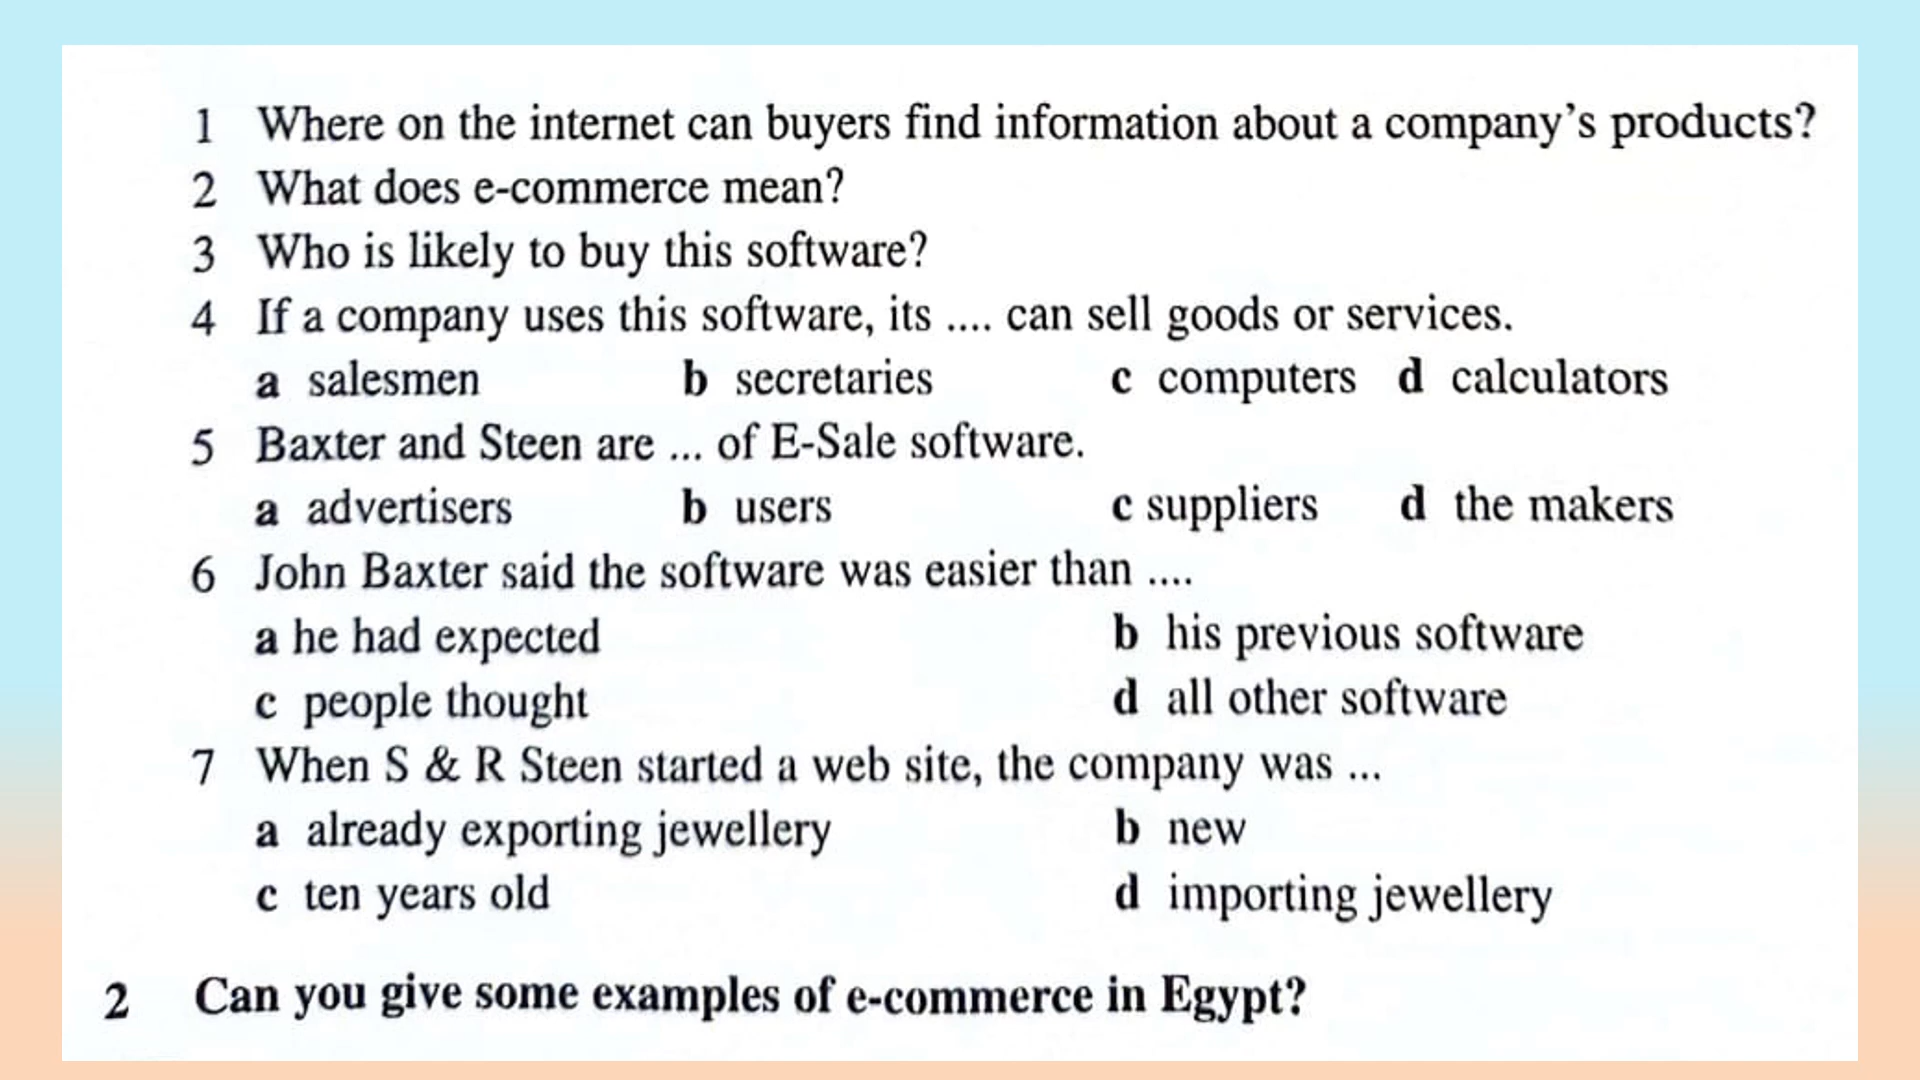 1 Where on the internet can buyers find information about a company's products?
2 What does e-commerce mean?
3 Who is likely to buy this software?
4 If a company uses this software, its .... can sell goods or services.
a salesmen b secretaries c computers d calculators
5 Baxter and Steen are ... of E-Sale software.
a advertisers b users c suppliers d the makers
6 John Baxter said the software was easier than ....
a he had expected b his previous software
c people thought d all other software
7 When S & R Steen started a web site, the company was ...
a already exporting jewellery b new
c ten years old d importing jewellery
2 Can you give some examples of e-commerce in Egypt?